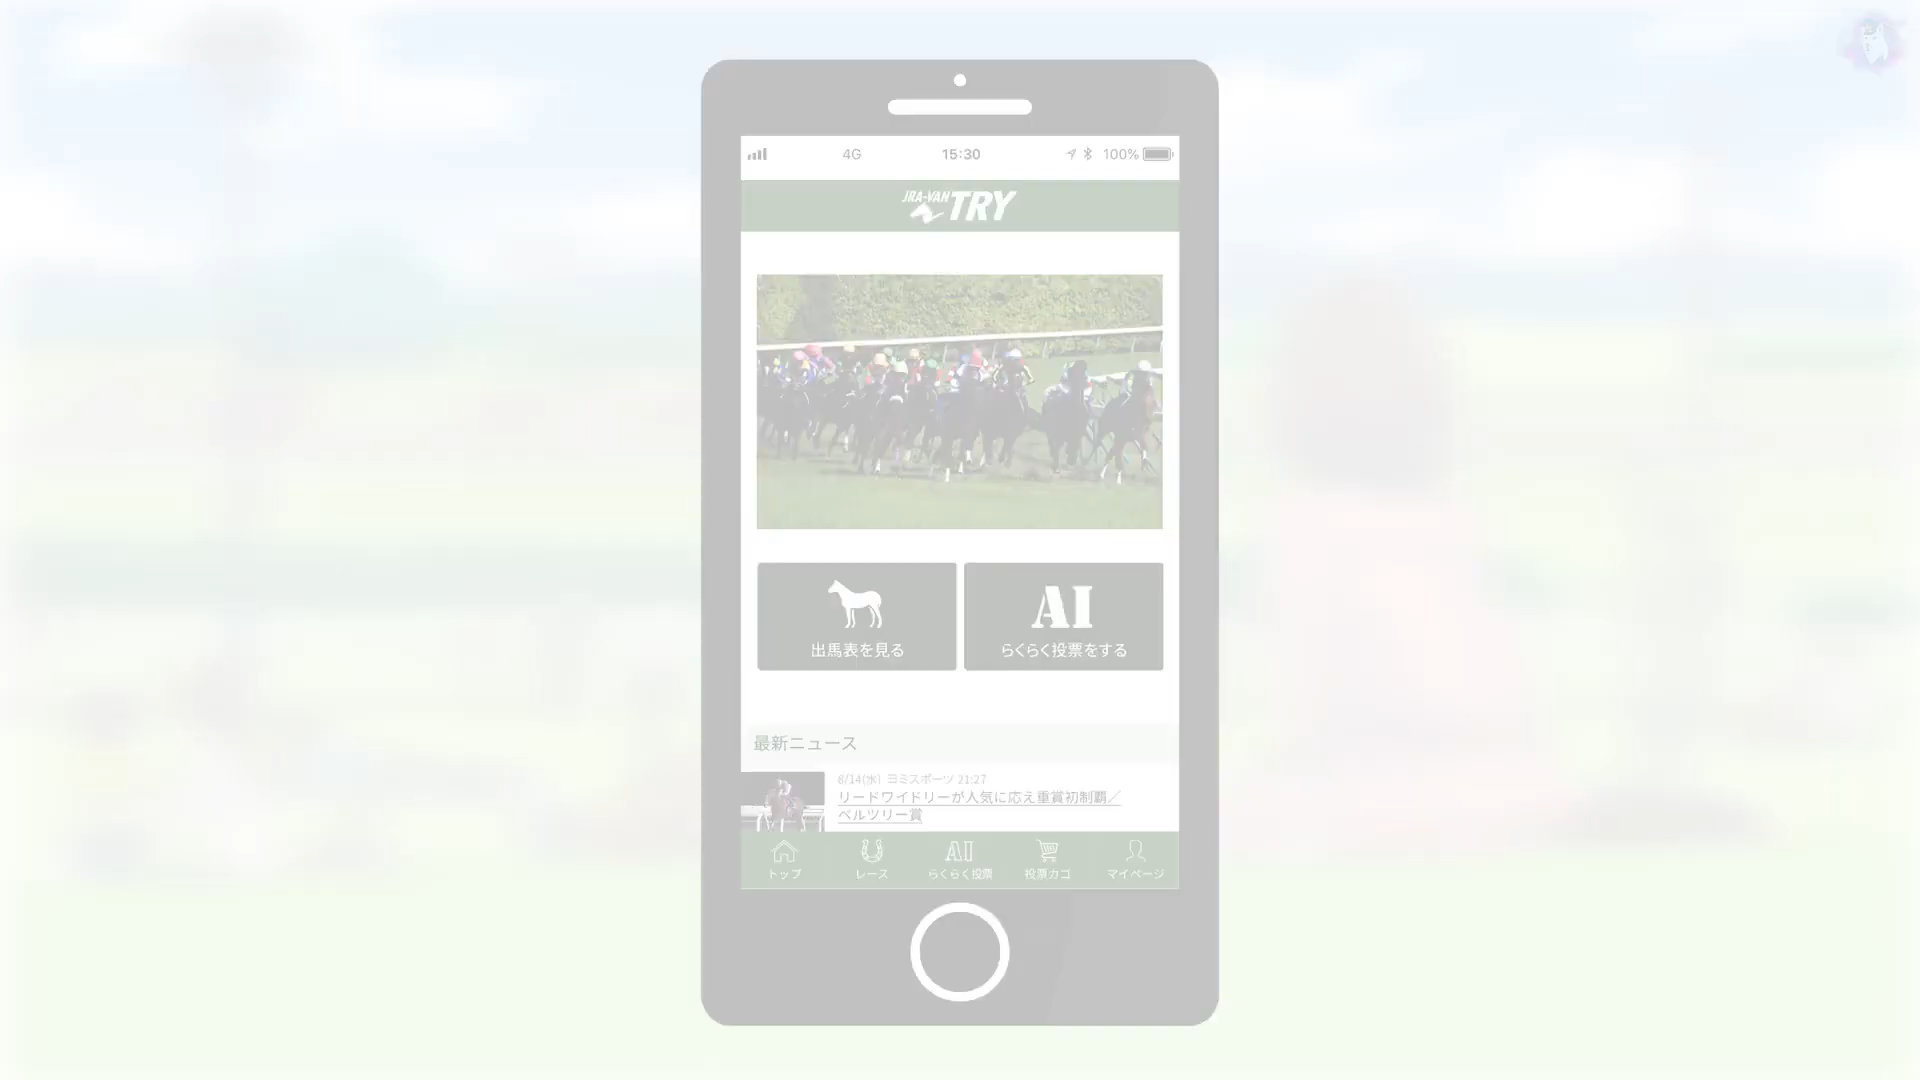 4G
15:30
100%
JRA-VAN
TRY
出馬表を見る
AI
らくらく投票をする
最新ニュース
8/14(水) ヨミスポーツ 21:27
リードワイドリーが人気に応え重賞初制覇／
ベルツリー賞
トップ
レース
AI
らくらく投票
投票カゴ
マイページ